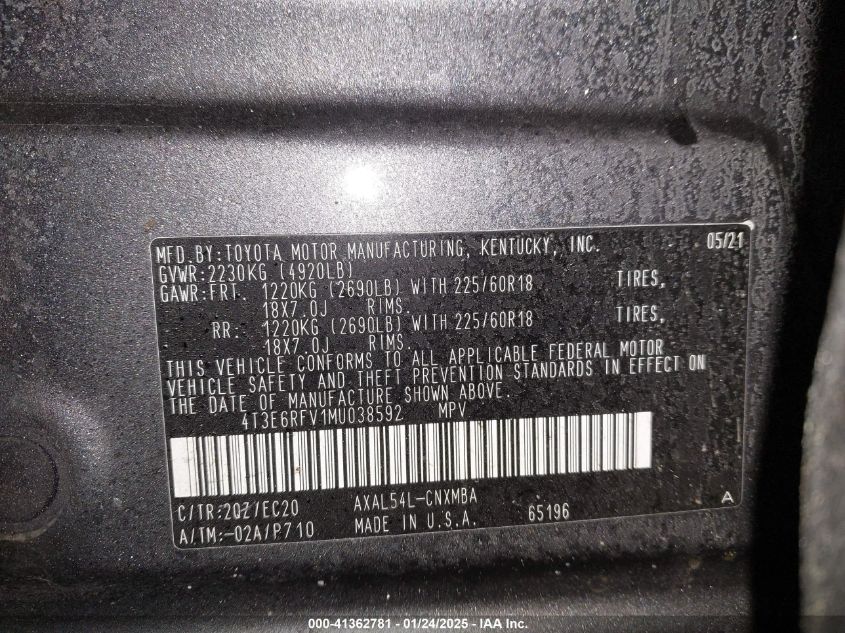 MFD.BY:TOYOTA MOTOR MANUFACTURING, KENTUCKY, INC. 05/21
GVWR:2230KG (4920LB)
GAWR:FRT. 1220KG (2690LB) WITH 225/60R18 TIRES,
18X7.0J RIMS.
RR. 1220KG (2690LB) WITH 225/60R18 TIRES,
18X7.0J RIMS.
THIS VEHICLE CONFORMS TO ALL APPLICABLE FEDERAL MOTOR
VEHICLE SAFETY AND THEFT PREVENTION STANDARDS IN EFFECT ON
THE DATE OF MANUFACTURE SHOWN ABOVE.
4T3E6RFV1MU038592 MPV
C/TR:20Z/EC20 AXAL54L-CNXMBA
A/TM:-02A/P710 MADE IN U.S.A. 65196 A
000-41362781 - 01/24/2025 - IAA Inc.